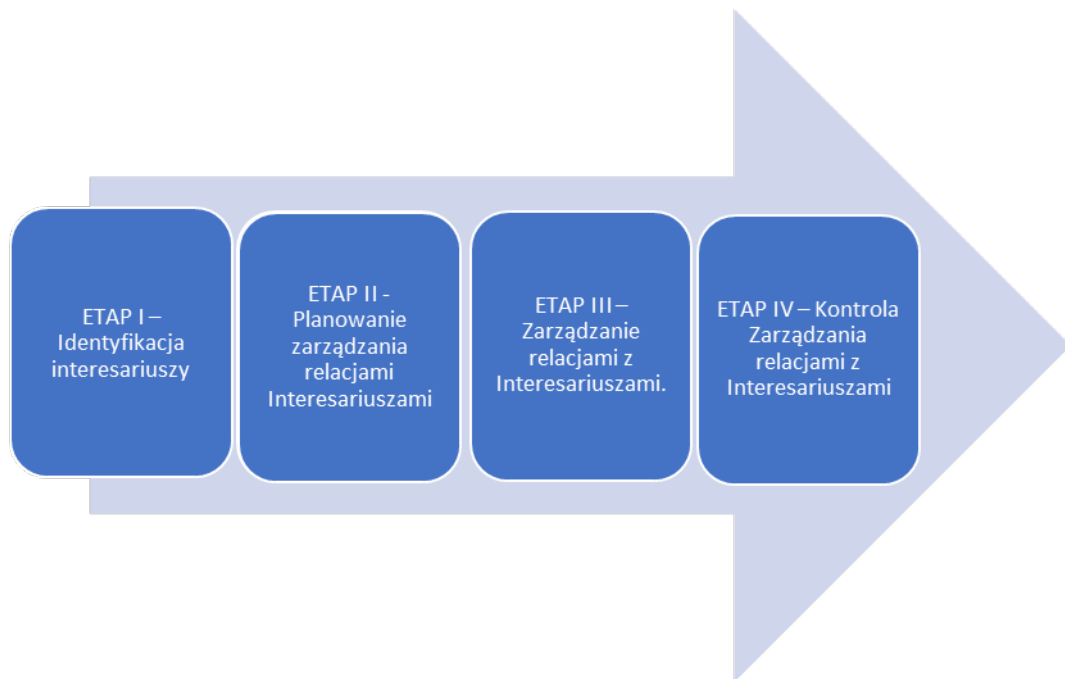 ETAP I –
Identyfikacja
interesariuszy
ETAP II -
Planowanie
zarządzania
relacjami
Interesariuszami
ETAP III –
Zarządzanie
relacjami z
Interesariuszami.
ETAP IV – Kontrola
Zarządzania
relacjami z
Interesariuszami